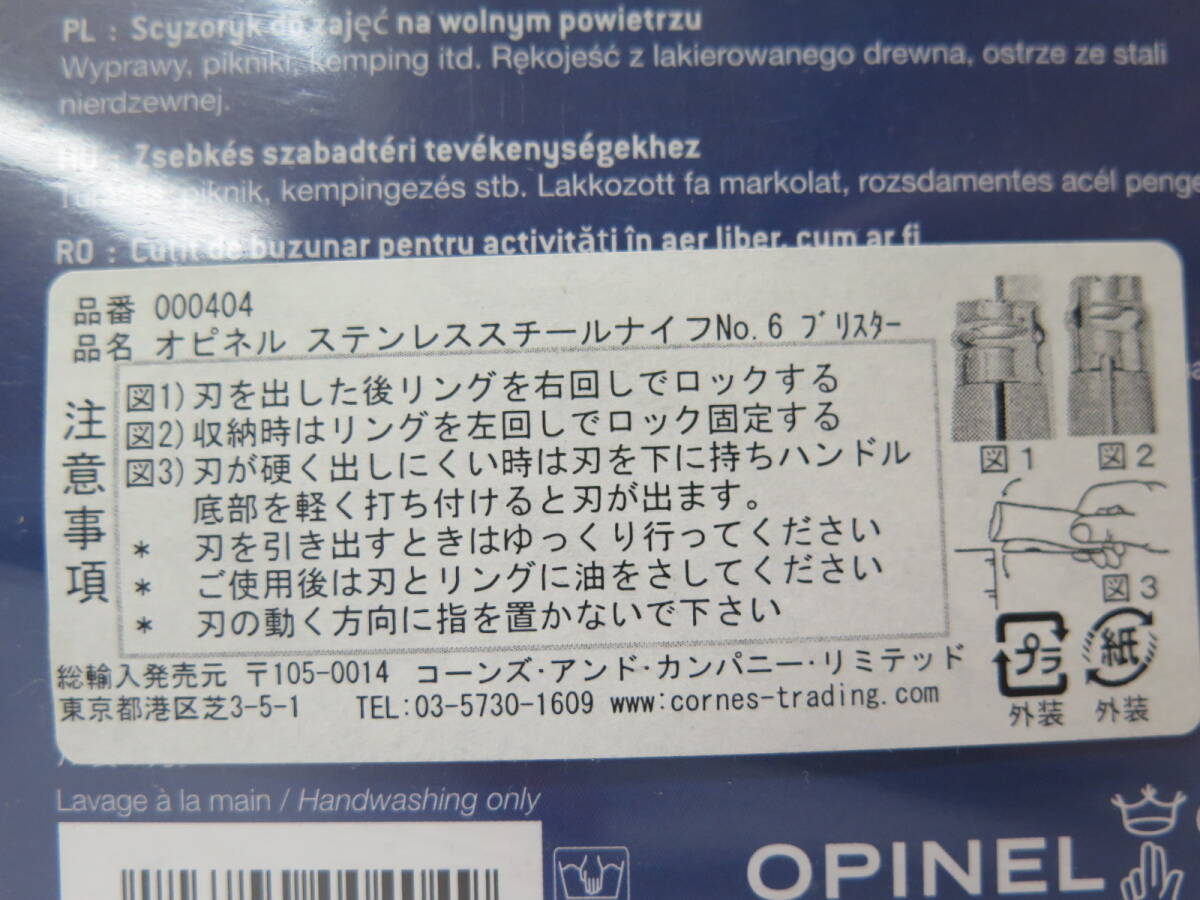 PL : Scyzoryk do zajęć na wolnym powietrzu
Wyprawy, pikniki, kemping itd. Rękojeść z lakierowanego drewna, ostrze ze stali
nierdzewnej.
HU : Zsebkés szabadtéri tevékenységekhez
piknik, kempingezés stb. Lakkozott fa markolat, rozsdamentes acél penge
RO : Cuțit de buzunar pentru activități în aer liber, cum ar fi
品番 000404
品名 オピネル ステンレススチールナイフNo.6 ﾌﾞﾘｽﾀｰ
注意事項
図1)刃を出した後リングを右回しでロックする
図2)収納時はリングを左回しでロック固定する
図3)刃が硬く出しにくい時は刃を下に持ちハンドル
底部を軽く打ち付けると刃が出ます。
* 刃を引き出すときはゆっくり行ってください
* ご使用後は刃とリングに油をさしてください
* 刃の動く方向に指を置かないで下さい
図1
図2
図3
総輸入発売元 〒105-0014 コーンズ・アンド・カンパニー・リミテッド
東京都港区芝3-5-1 TEL:03-5730-1609 www:cornes-trading.com
プラ
外装
紙
外装
Lavage à la main / Handwashing only
OPINEL